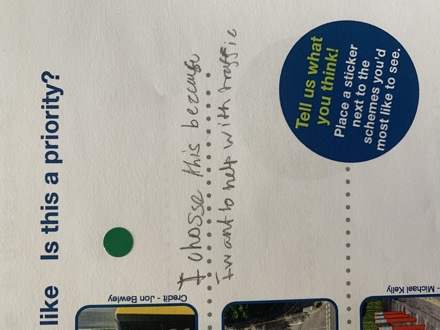 like Is this a priority?
I chosse this because
I want to help with traffic
Tell us what
you think!
Place a sticker
next to the
schemes you'd
most like to see.
Credit - Jon Bewley
- Michael Kelly